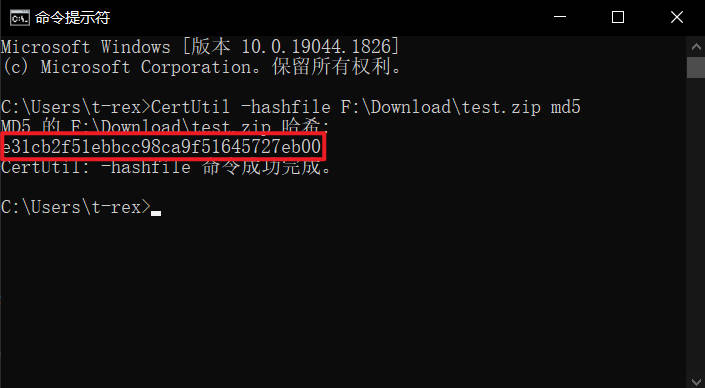 命令提示符
Microsoft Windows [版本 10.0.19044.1826]
(c) Microsoft Corporation。保留所有权利。
C:\Users\t-rex>CertUtil -hashfile F:\Download\test.zip md5
MD5 的 F:\Download\test.zip 哈希:
e31cb2f51ebbcc98ca9f51645727eb00
CertUtil: -hashfile 命令成功完成。
C:\Users\t-rex>